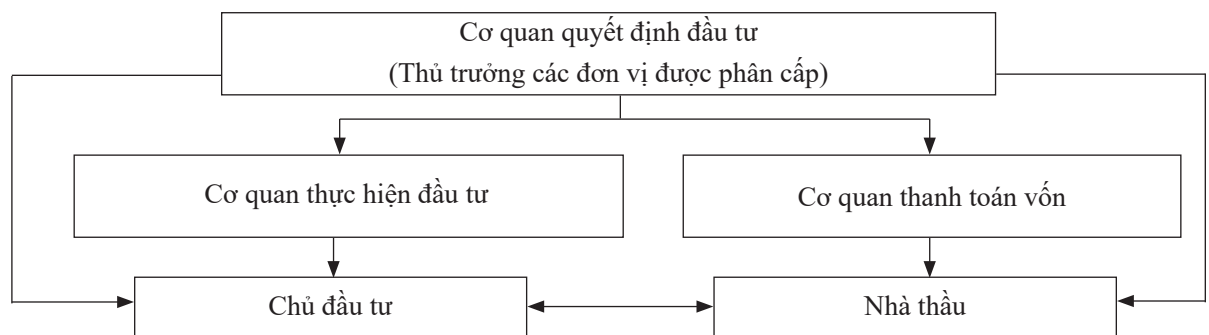 Cơ quan quyết định đầu tư
(Thủ trưởng các đơn vị được phân cấp)
Cơ quan thực hiện đầu tư
Cơ quan thanh toán vốn
Chủ đầu tư
Nhà thầu